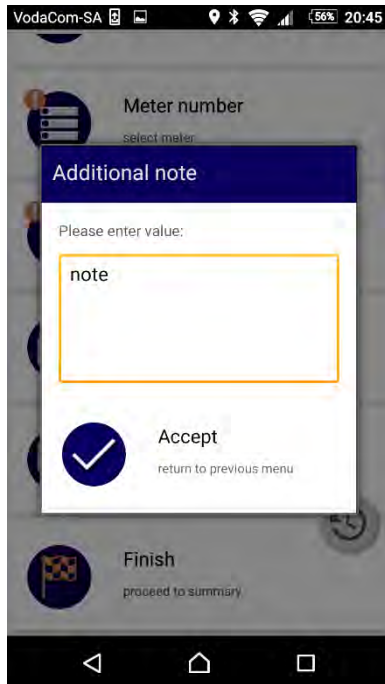 VodaCom-SA 56% 20:45
Meter number
select meter
Additional note
Please enter value:
note
Accept
return to previous menu
Finish
proceed to summary